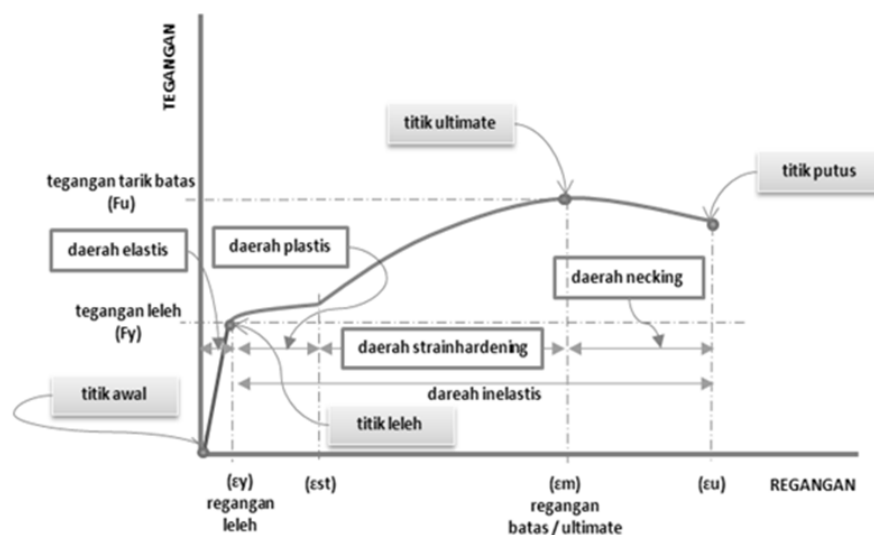 TEGANGAN
titik ultimate
tegangan tarik batas
(Fu)
titik putus
daerah elastis
daerah plastis
daerah necking
tegangan leleh
(Fy)
daerah strainhardening
dareah inelastis
titik awal
titik leleh
(εy)
regangan
leleh
(εst)
(εm)
regangan
batas / ultimate
(εu)
REGANGAN